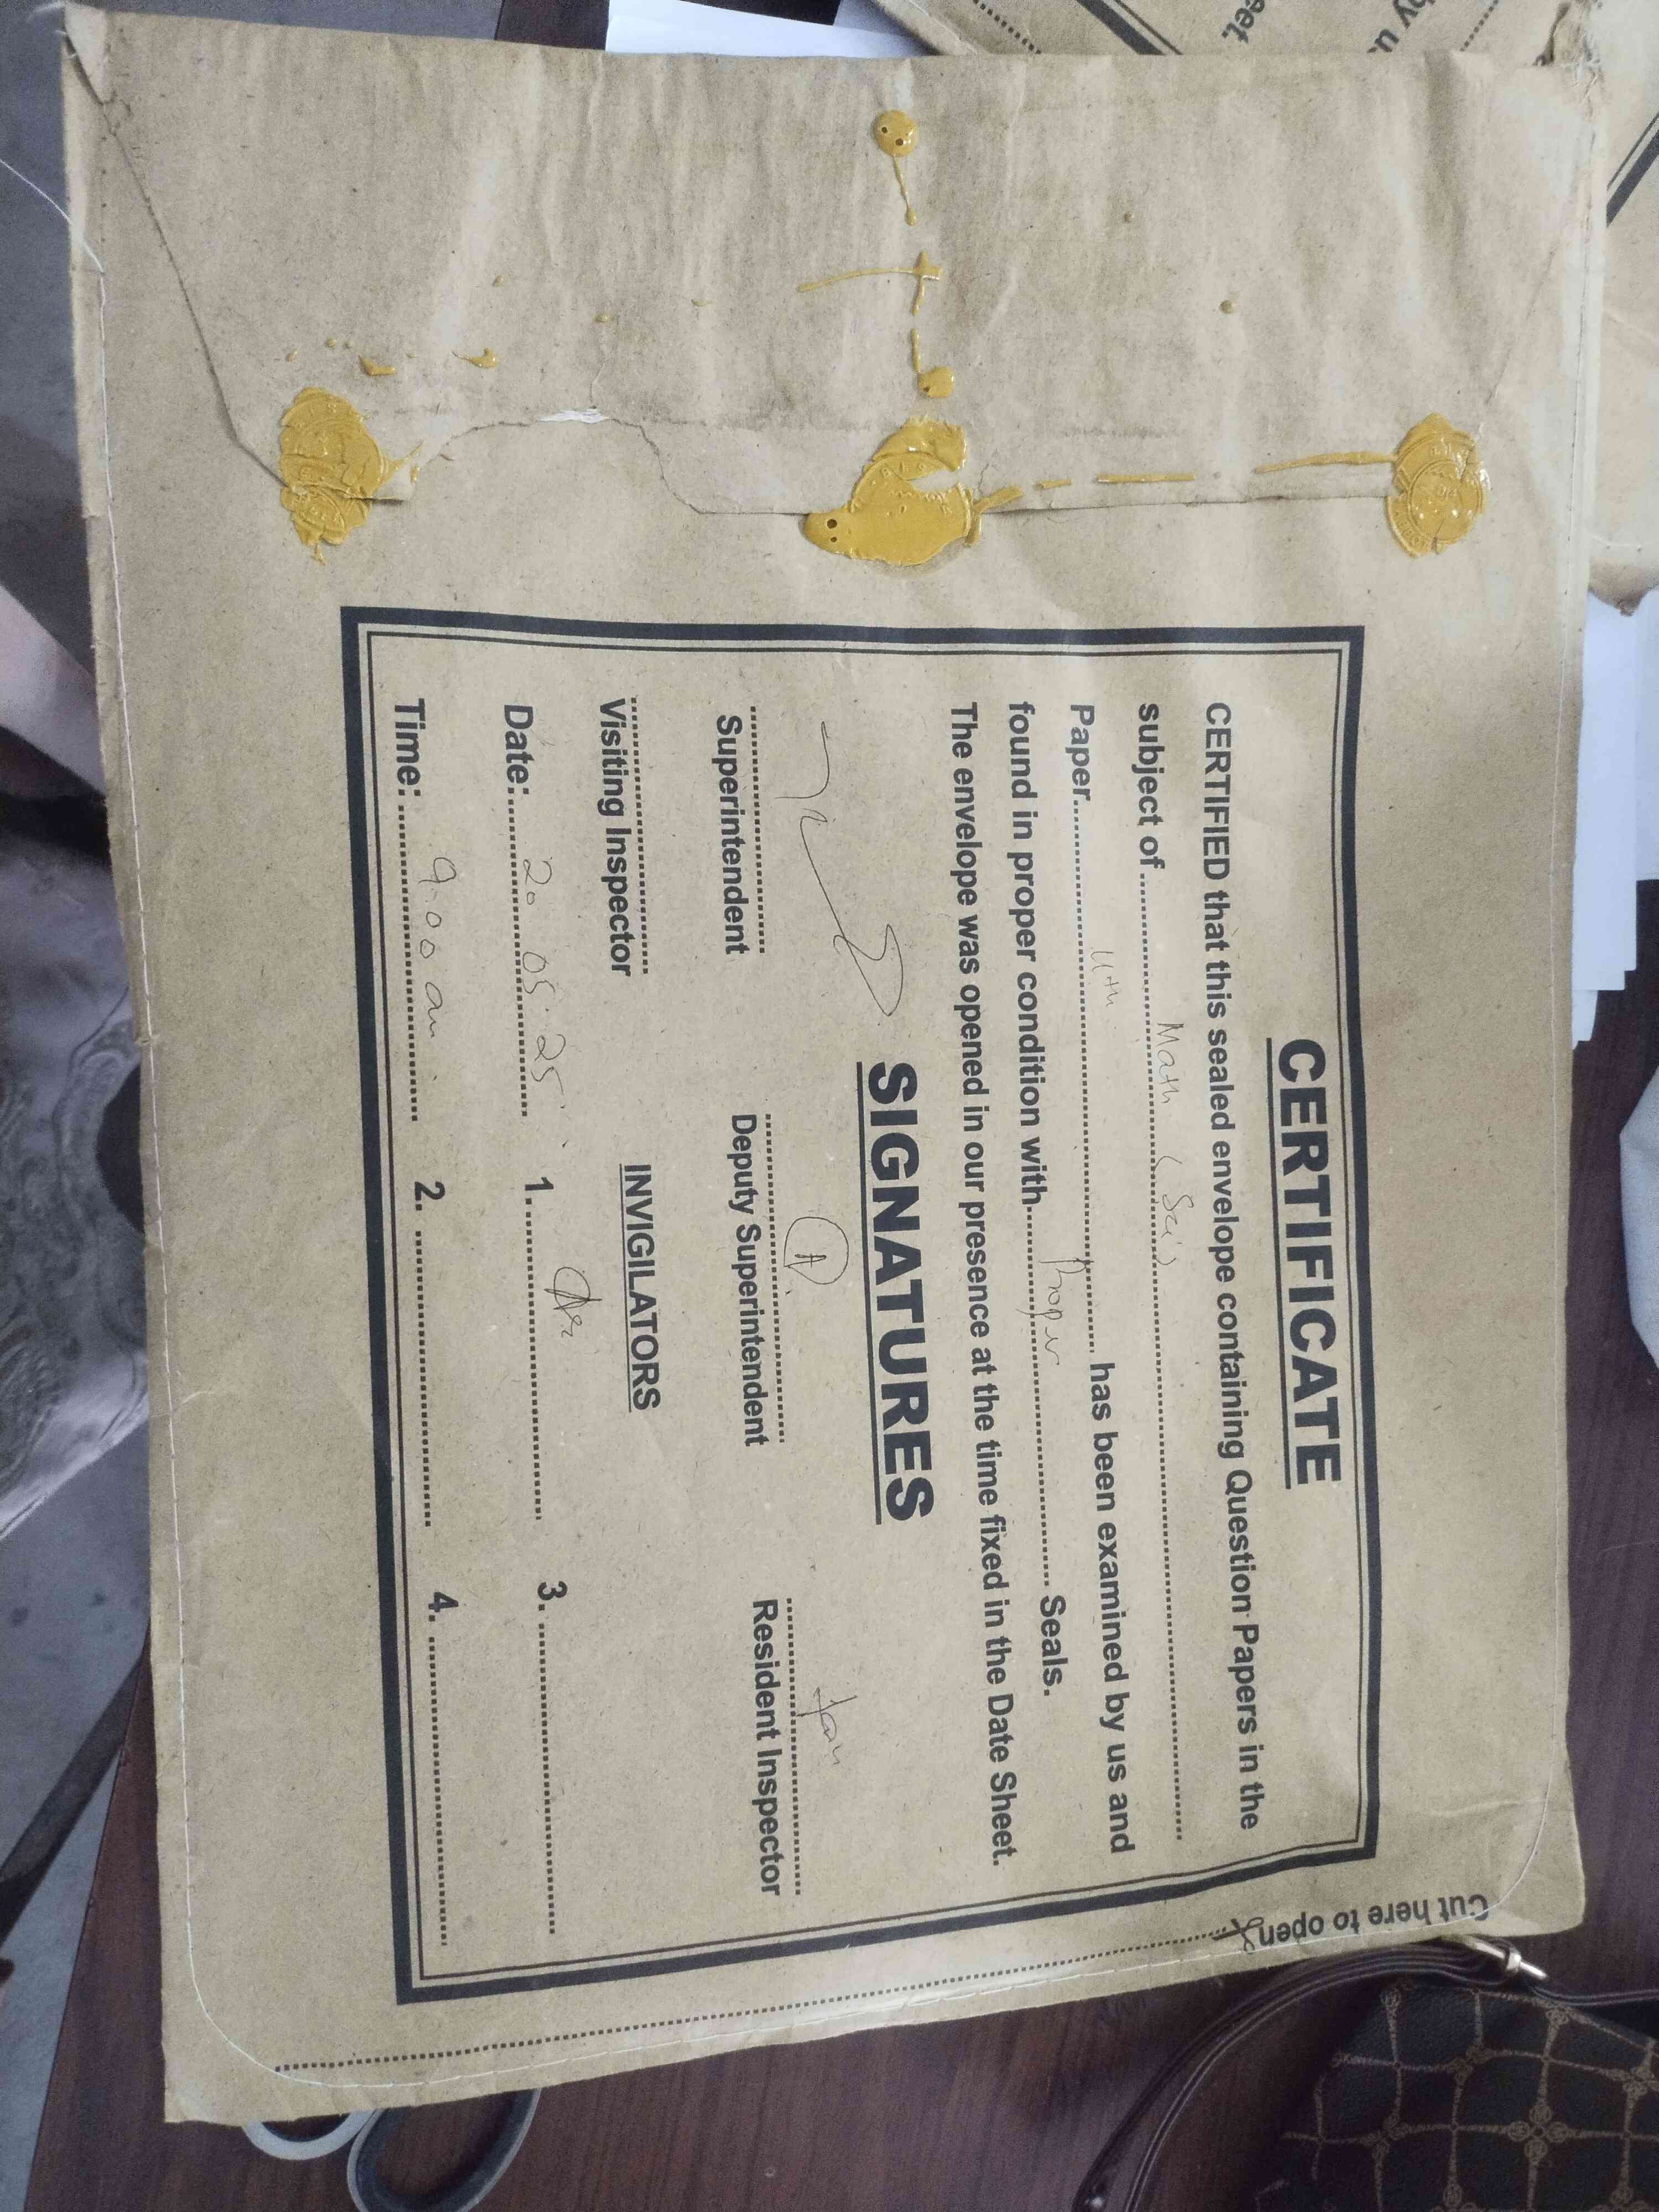 CERTIFICATE
CERTIFIED that this sealed envelope containing Question Papers in the
subject of Math (Sci)
Paper 11th has been examined by us and
found in proper condition with Proper Seals.
The envelope was opened in our presence at the time fixed in the Date Sheet.
SIGNATURES
Superintendent Deputy Superintendent Resident Inspector
Visiting Inspector
INVIGILATORS
Date: 20.05.25 1. 3.
Time: 9.00 am 2. 4.
Cut here to open
by u
eet.